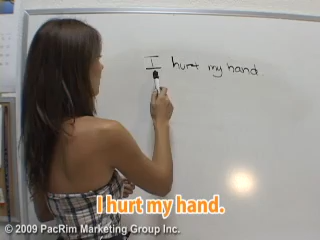 I hurt my hand
I hurt my hand.
© 2009 PacRim Marketing Group Inc.